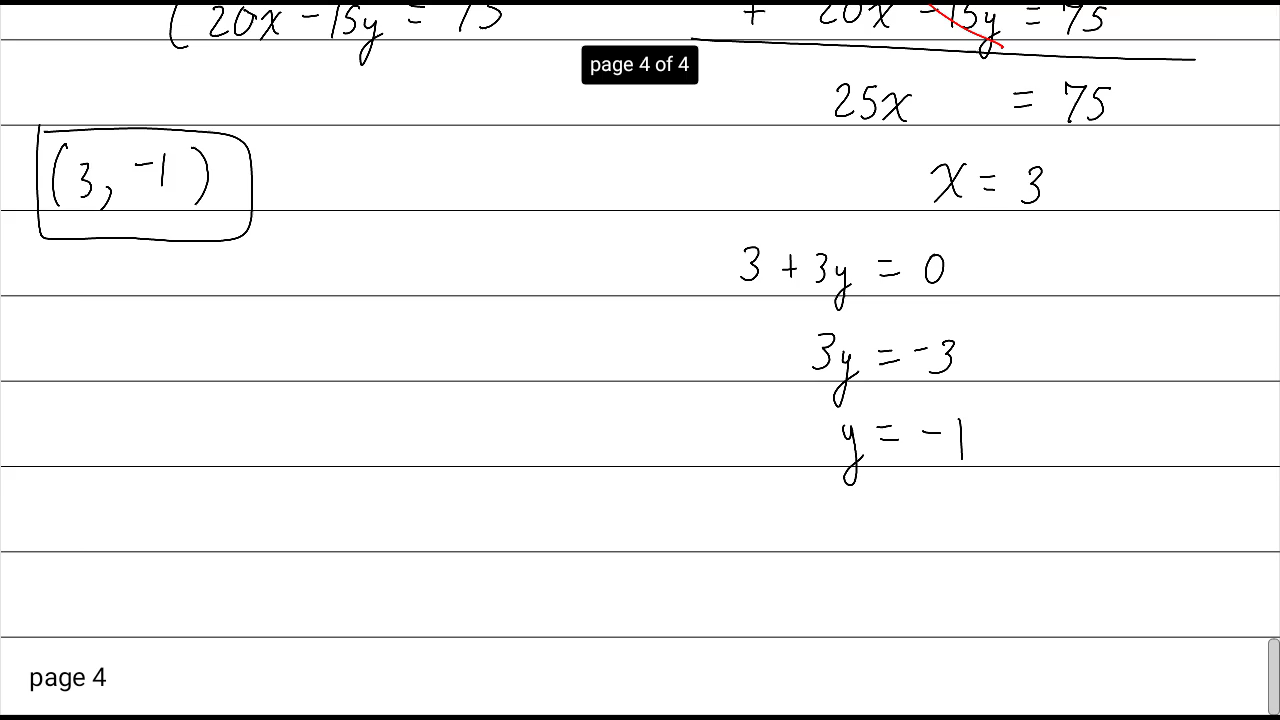 (20x - 15y = 75
+ 20x - 15y = 75
page 4 of 4
25x = 75
(3, -1)
x = 3
3 + 3y = 0
3y = -3
y = -1
page 4